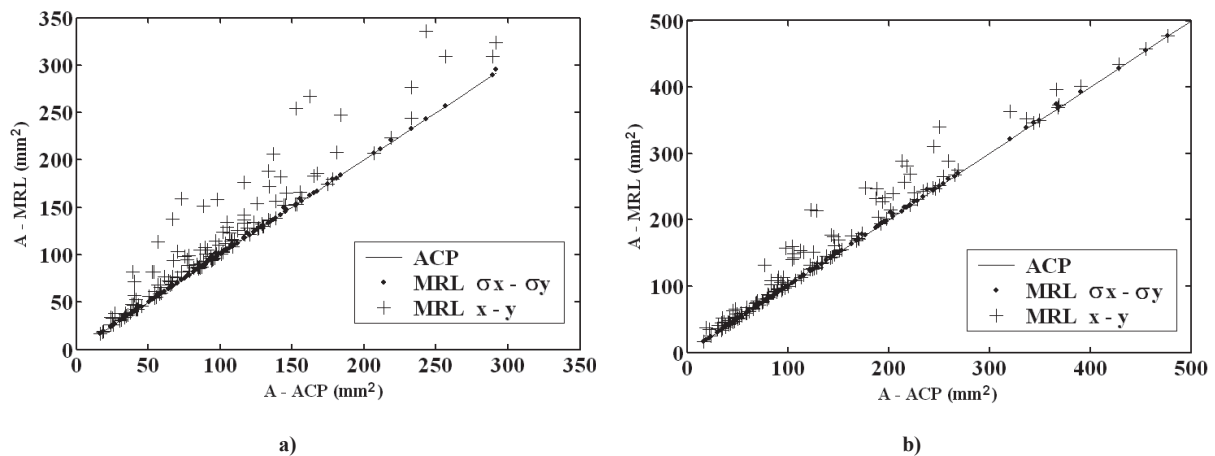 350
300
250
200
150
100
50
0
A - MRL (mm²)
0 50 100 150 200 250 300 350
A - ACP (mm²)
ACP
MRL σx - σy
MRL x - y
a)
500
400
300
200
100
0
A - MRL (mm²)
0 100 200 300 400 500
A - ACP (mm²)
ACP
MRL σx - σy
MRL x - y
b)